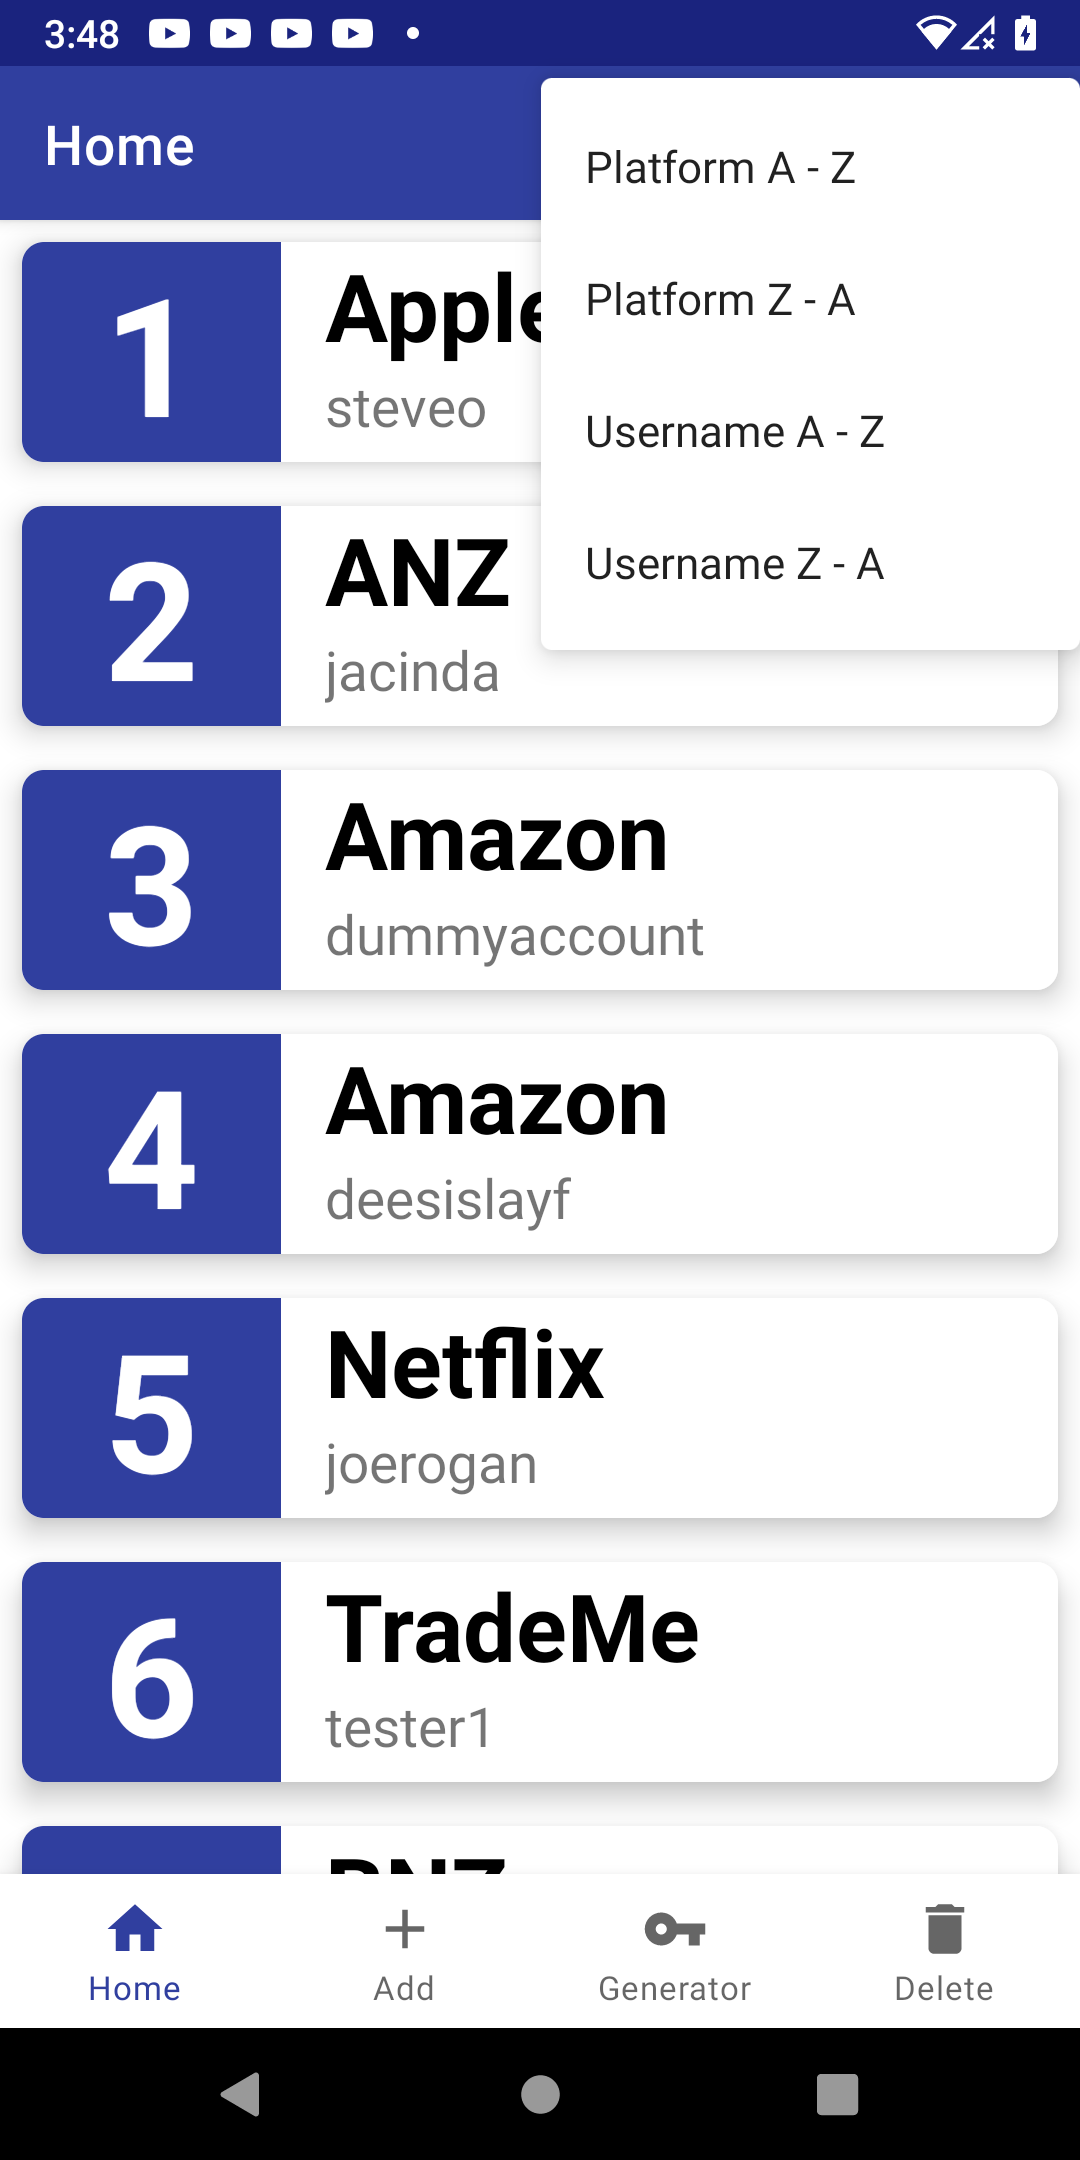 3:48
Home
Platform A - Z
Platform Z - A
Username A - Z
Username Z - A
1
Apple
steveo
2
ANZ
jacinda
3
Amazon
dummyaccount
4
Amazon
deesislayf
5
Netflix
joerogan
6
TradeMe
tester1
Home
Add
Generator
Delete